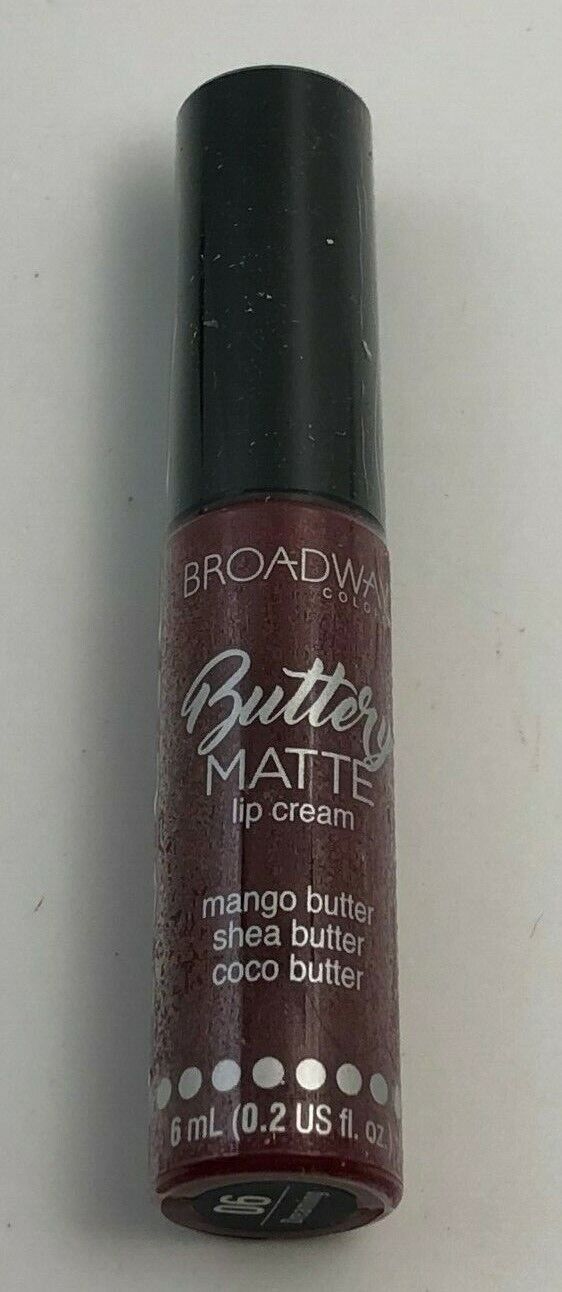 BROADWAY
COLO
Buttery
MATTE
lip cream
mango butter
shea butter
coco butter
6 mL (0.2 US fl. oz.)
06